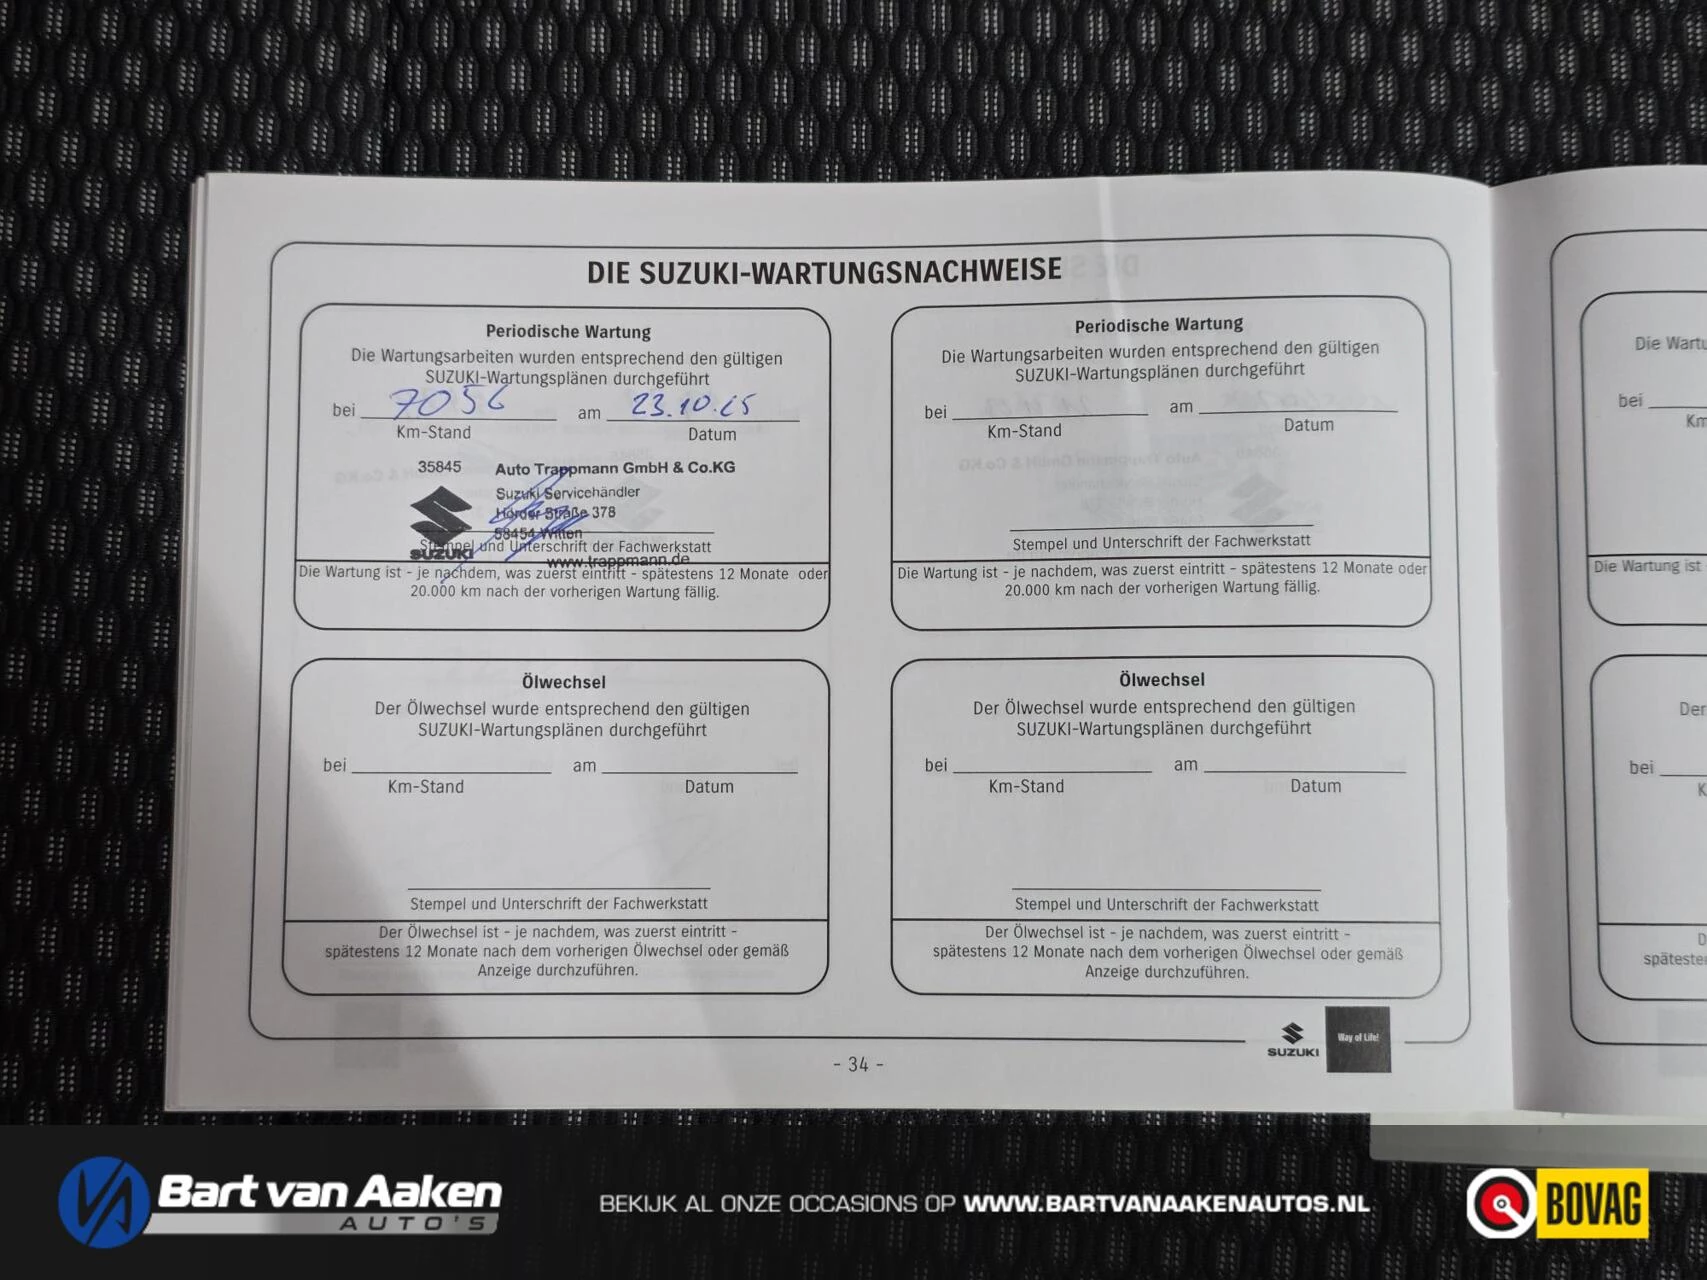 DIE SUZUKI-WARTUNGSNACHWEISE
Periodische Wartung
Die Wartungsarbeiten wurden entsprechend den gültigen
SUZUKI-Wartungsplänen durchgeführt
bei am 23.10.25
Km-Stand Datum
35845 Auto Trappmann GmbH & Co.KG
Suzuki Servicehändler
Hörder Straße 378
58454 Witten
SUZUKI
Stempel und Unterschrift der Fachwerkstatt
www.trappmann.de
Die Wartung ist - je nachdem, was zuerst eintritt - spätestens 12 Monate oder
20.000 km nach der vorherigen Wartung fällig.
Periodische Wartung
Die Wartungsarbeiten wurden entsprechend den gültigen
SUZUKI-Wartungsplänen durchgeführt
bei am
Km-Stand Datum
Stempel und Unterschrift der Fachwerkstatt
Die Wartung ist - je nachdem, was zuerst eintritt - spätestens 12 Monate oder
20.000 km nach der vorherigen Wartung fällig.
Ölwechsel
Der Ölwechsel wurde entsprechend den gültigen
SUZUKI-Wartungsplänen durchgeführt
bei am
Km-Stand Datum
Stempel und Unterschrift der Fachwerkstatt
Der Ölwechsel ist - je nachdem, was zuerst eintritt -
spätestens 12 Monate nach dem vorherigen Ölwechsel oder gemäß
Anzeige durchzuführen.
Ölwechsel
Der Ölwechsel wurde entsprechend den gültigen
SUZUKI-Wartungsplänen durchgeführt
bei am
Km-Stand Datum
Stempel und Unterschrift der Fachwerkstatt
Der Ölwechsel ist - je nachdem, was zuerst eintritt -
spätestens 12 Monate nach dem vorherigen Ölwechsel oder gemäß
Anzeige durchzuführen.
SUZUKI
Way of Life!
- 34 -
Die
bei
Die Wartung ist
Der
bei
Bart van Aaken
AUTO'S
BEKIJK AL ONZE OCCASIONS OP WWW.BARTVANAAKENAUTOS.NL
BOVAG